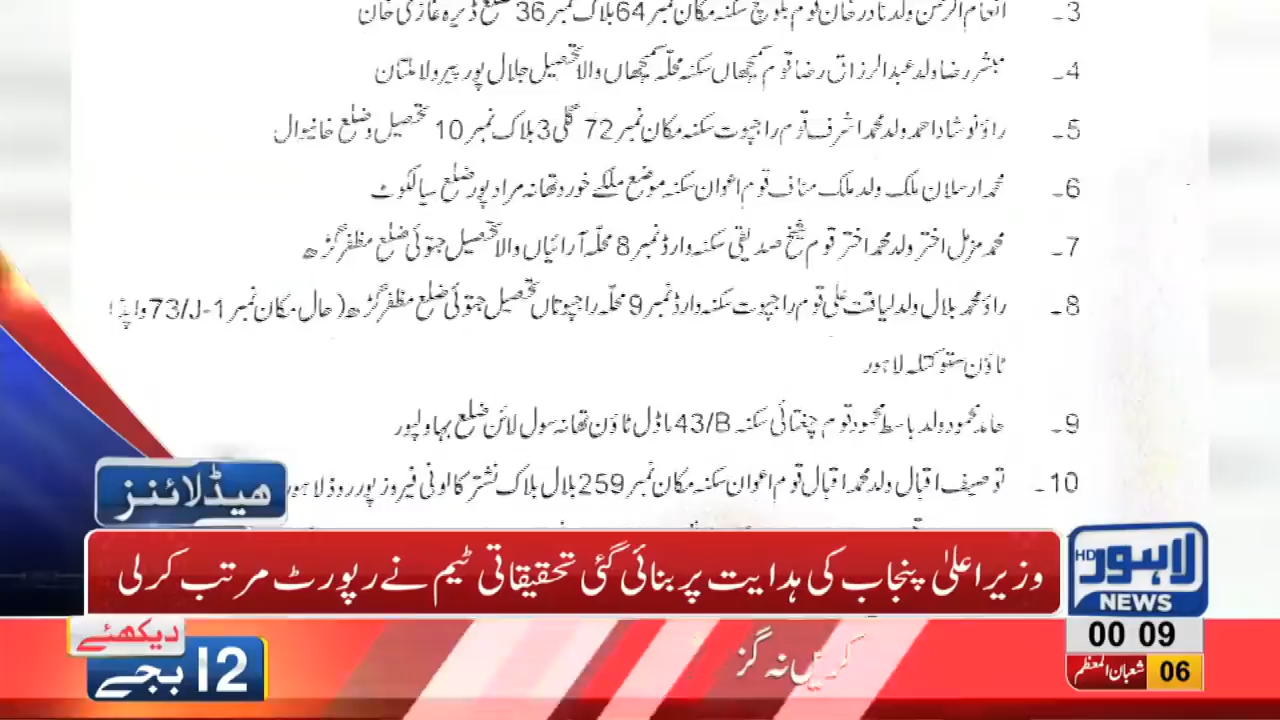 3۔ انعام الرحمن ولد نادر خان قوم بلوچ سکنہ مکان نمبر 64 بلاک نمبر 36 ضلع ڈیرہ غازی خان
4۔ مبشر رضا ولد عبدالرزاق رضا قوم کمچھاں سکنہ محلہ کمچھاں والا تحصیل جلال پور پیر والا ملتان
5۔ راؤ نوشاد احمد ولد محمد اشرف قوم راجپوت سکنہ مکان نمبر 72 گلی 3 بلاک نمبر 10 تحصیل و ضلع خانیوال
6۔ محمد ارسلان ملک ولد ملک مناف قوم اعوان سکنہ موضع ملکے خورد تھانہ مراد پور ضلع سیالکوٹ
7۔ محمد مزمل اختر ولد محمد اختر قوم شیخ صدیقی سکنہ وارڈ نمبر 8 محلہ آرائیاں والا تحصیل جتوئی ضلع مظفر گڑھ
8۔ راؤ محمد بلال ولد لیاقت علی قوم راجپوت سکنہ وارڈ نمبر 9 محلہ راجپوتاں تحصیل جتوئی ضلع مظفر گڑھ (حال مکان نمبر 73/J-1 واپڈا
ٹاؤن ستوکتلہ لاہور
9۔ حامد محمود ولد باسط محمود قوم چغتائی سکنہ 43/B ماڈل ٹاؤن تھانہ سول لائن ضلع بہاولپور
10۔ توصیف اقبال ولد محمد اقبال قوم اعوان سکنہ مکان نمبر 259 بلال بلاک نشتر کالونی فیروز پور روڈ لاہور
ھیڈلائنز
وزیراعلیٰ پنجاب کی ہدایت پر بنائی گئی تحقیقاتی ٹیم نے رپورٹ مرتب کرلی
لاہور HD
NEWS
دیکھئے
12 بجے
کریں نہ گز
00 09
06 شعبان المعظم